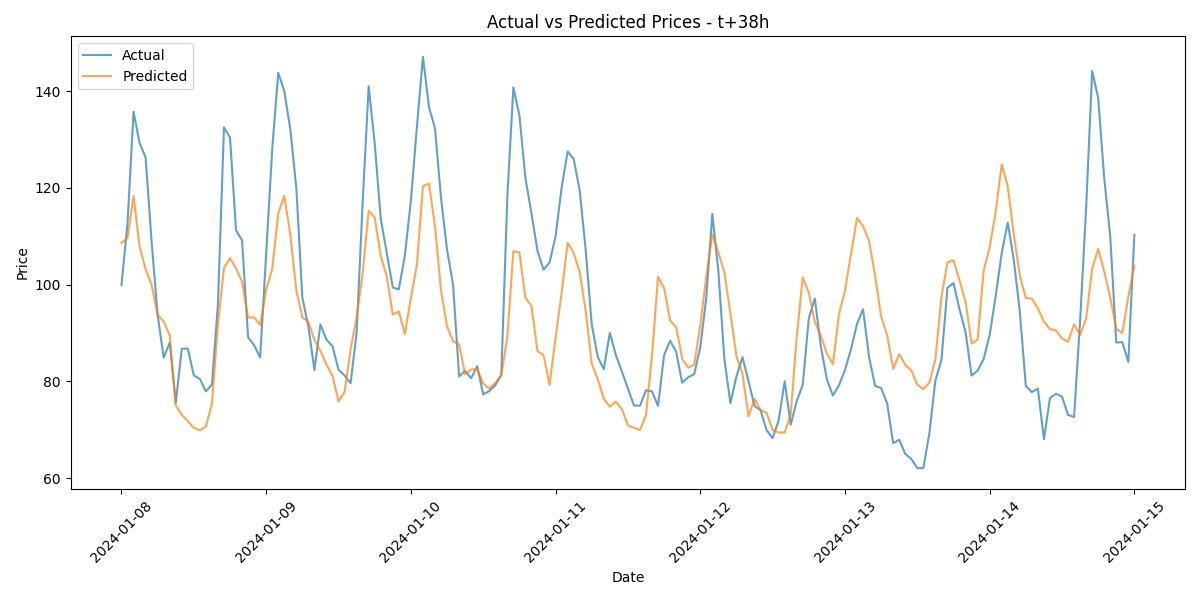 Actual vs Predicted Prices - t+38h
Actual
Predicted
Price
140
120
100
80
60
2024-01-08
2024-01-09
2024-01-10
2024-01-11
2024-01-12
2024-01-13
2024-01-14
2024-01-15
Date